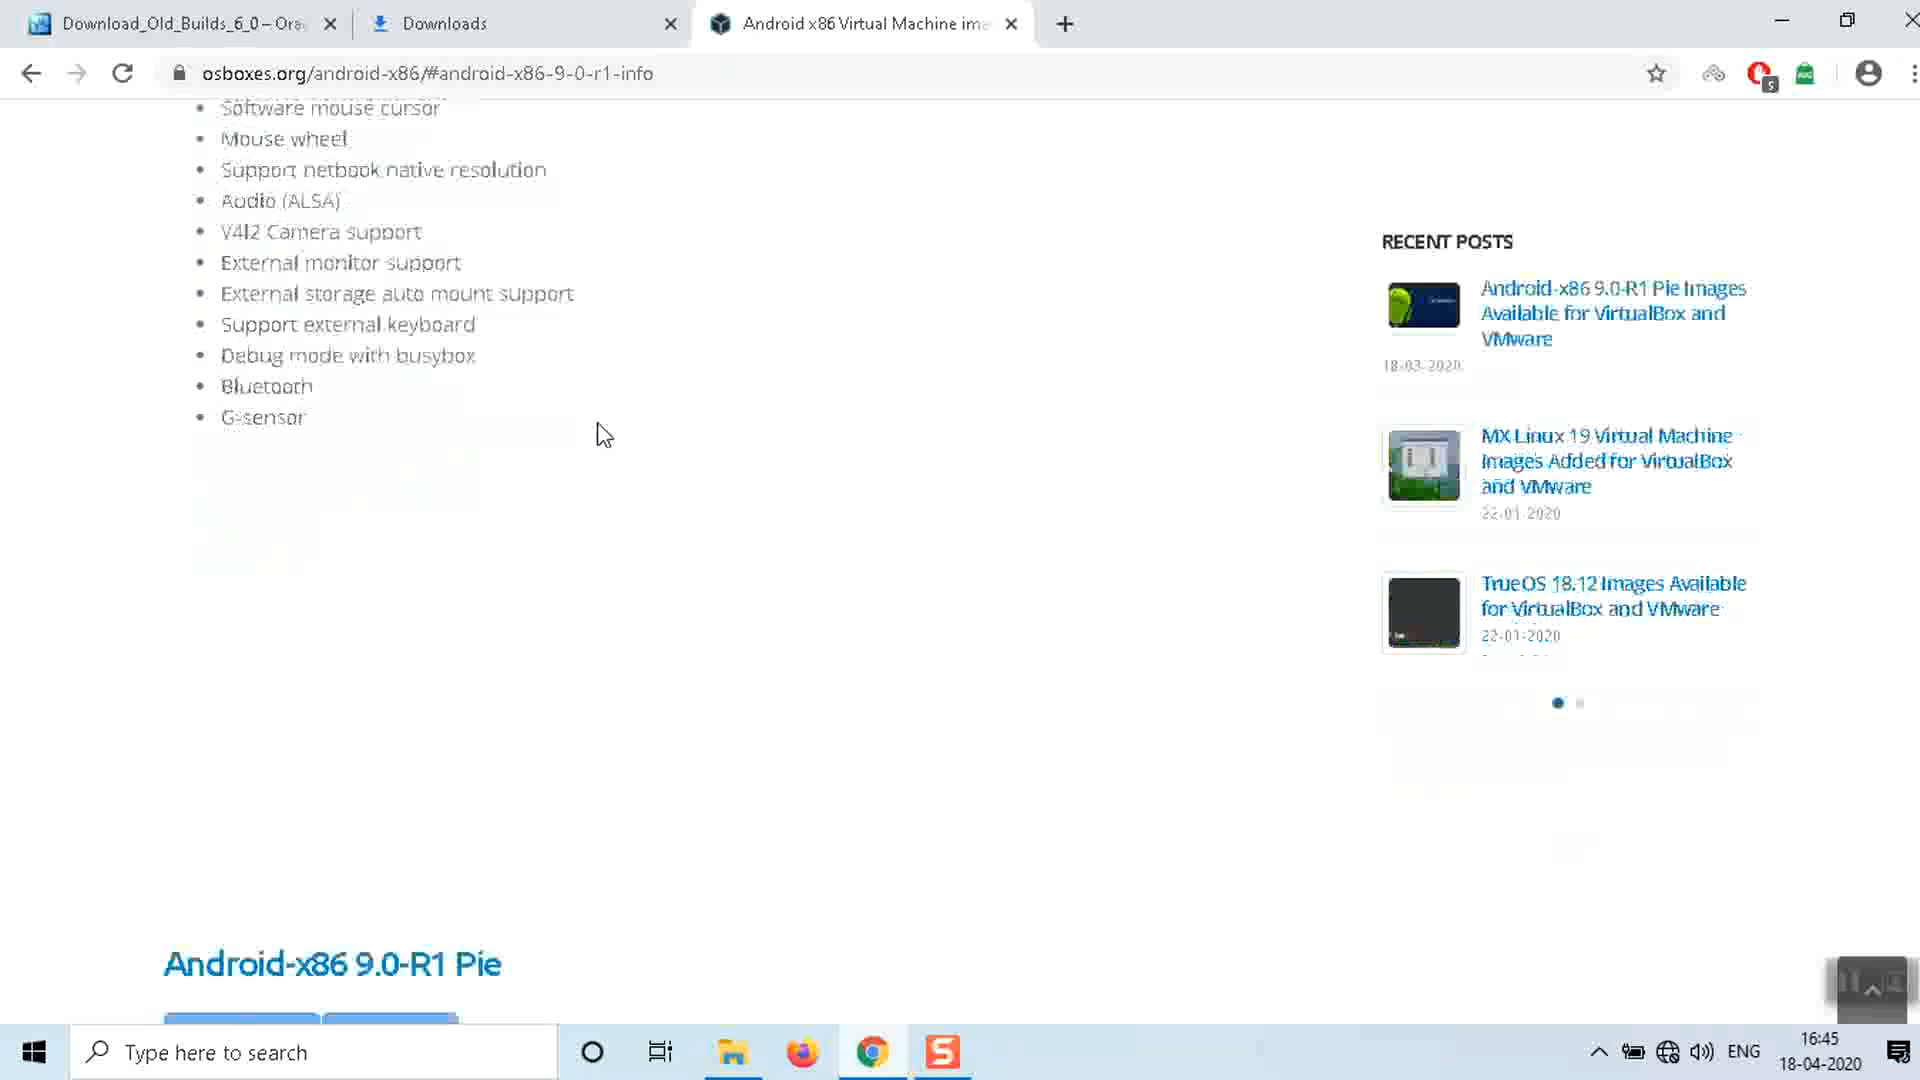 Download_Old_Builds_6_0 – Ora
Downloads
Android x86 Virtual Machine ima
osboxes.org/android-x86/#android-x86-9-0-r1-info
5
Software mouse cursor
Mouse wheel
Support netbook native resolution
Audio (ALSA)
V4l2 Camera support
External monitor support
External storage auto mount support
Support external keyboard
Debug mode with busybox
Bluetooth
G-sensor
RECENT POSTS
Android-x86 9.0-R1 Pie Images
Available for VirtualBox and
VMware
18-03-2020
MX Linux 19 Virtual Machine
Images Added for VirtualBox
and VMware
22-01-2020
TrueOS 18.12 Images Available
for VirtualBox and VMware
22-01-2020
Android-x86 9.0-R1 Pie
Type here to search
S
ENG
16:45
18-04-2020